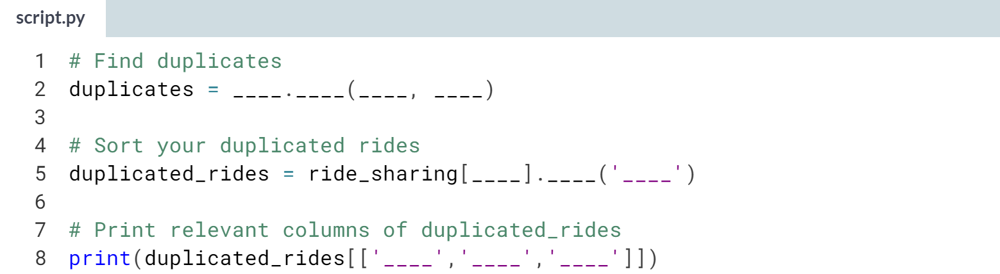 script.py
1 # Find duplicates
2 duplicates = ____.____(____, ____)
3
4 # Sort your duplicated rides
5 duplicated_rides = ride_sharing[____].____('____')
6
7 # Print relevant columns of duplicated_rides
8 print(duplicated_rides[['____','____','____']])